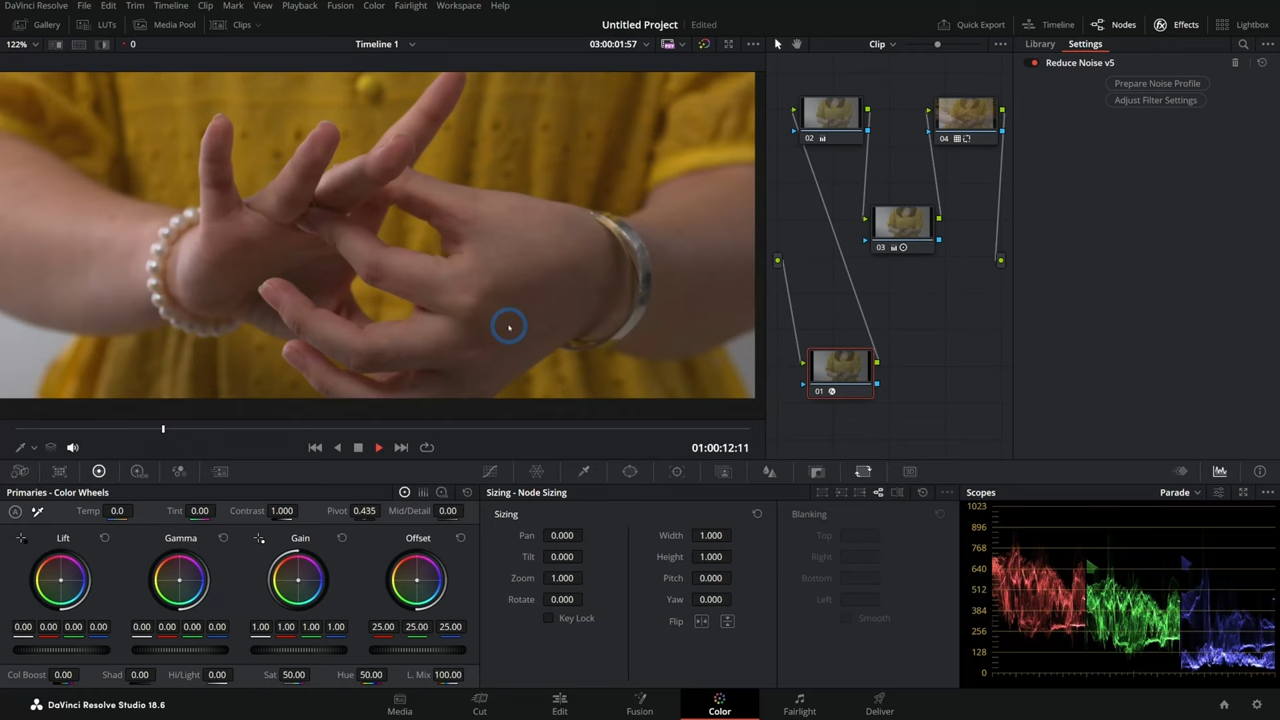 DaVinci Resolve File Edit Trim Timeline Clip Mark View Playback Fusion Color Fairlight Workspace Help
Gallery LUTs Media Pool Clips Untitled Project Edited Quick Export Timeline Nodes Effects Lightbox
122% 0 Timeline 1 03:00:01:57 Clip Library Settings
Reduce Noise v5
Prepare Noise Profile
Adjust Filter Settings
02
04
03
01
01:00:12:11
Primaries - Color Wheels Sizing - Node Sizing Scopes Parade
Temp 0.0 Tint 0.00 Contrast 1.000 Pivot 0.435 Mid/Detail 0.00
Lift Gamma Gain Offset
0.00 0.00 0.00 0.00 0.00 0.00 0.00 0.00 1.00 1.00 1.00 1.00 25.00 25.00 25.00
Col Boost 0.00 Shad 0.00 Hi/Light 0.00 Sat 50.00 Hue 50.00 L. Mix 100.00
Sizing Blanking
Pan 0.000 Width 1.000 Top
Tilt 0.000 Height 1.000 Right
Zoom 1.000 Pitch 0.000 Bottom
Rotate 0.000 Yaw 0.000 Left
Key Lock Flip Smooth
1023
896
768
640
512
384
256
128
0
DaVinci Resolve Studio 18.6 Media Cut Edit Fusion Color Fairlight Deliver